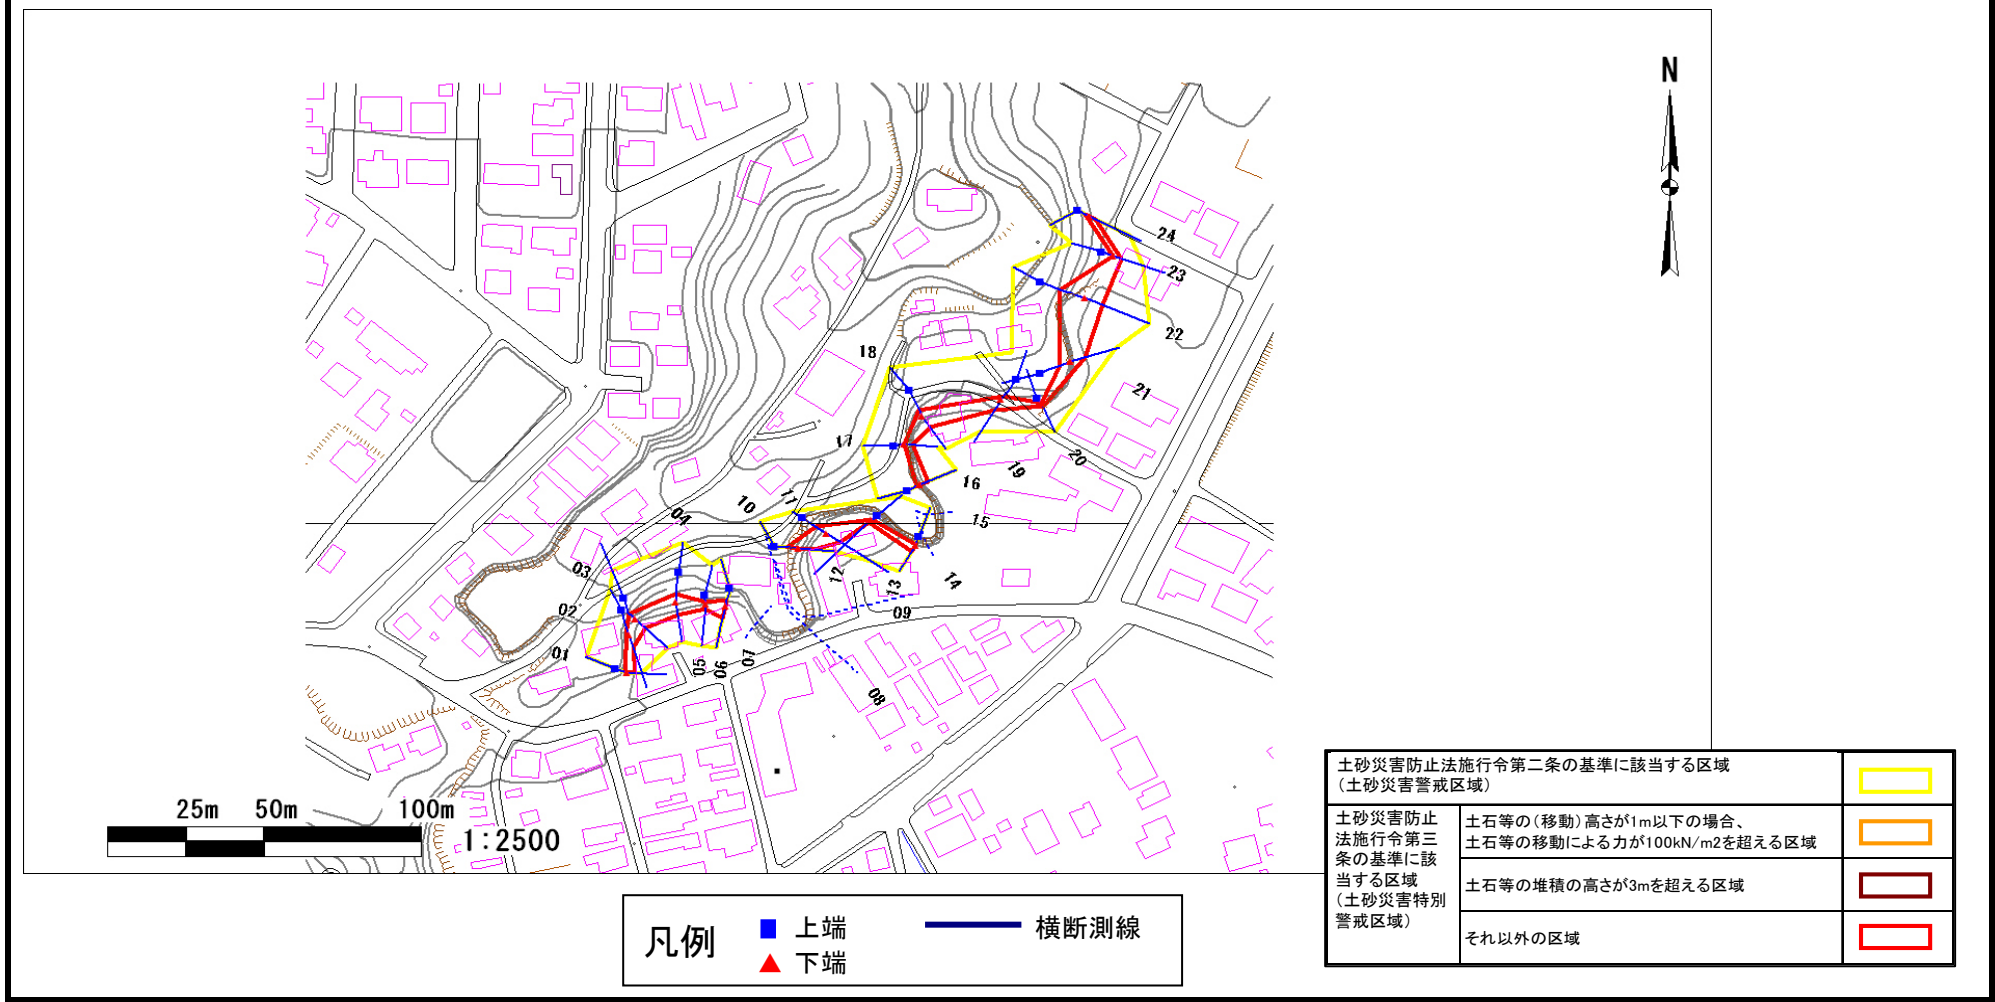 N
24
23
22
18
21
17
20
19
16
11
10
15
04
03
12
13
14
02
09
01
05
06
07
08
25m 50m 100m
1:2500
凡例
上端
下端
横断測線
土砂災害防止法施行令第二条の基準に該当する区域
（土砂災害警戒区域）
土砂災害防止
法施行令第三
条の基準に該
当する区域
（土砂災害特別
警戒区域）
土石等の（移動）高さが1m以下の場合、
土石等の移動による力が100kN/m2を超える区域
土石等の堆積の高さが3mを超える区域
それ以外の区域